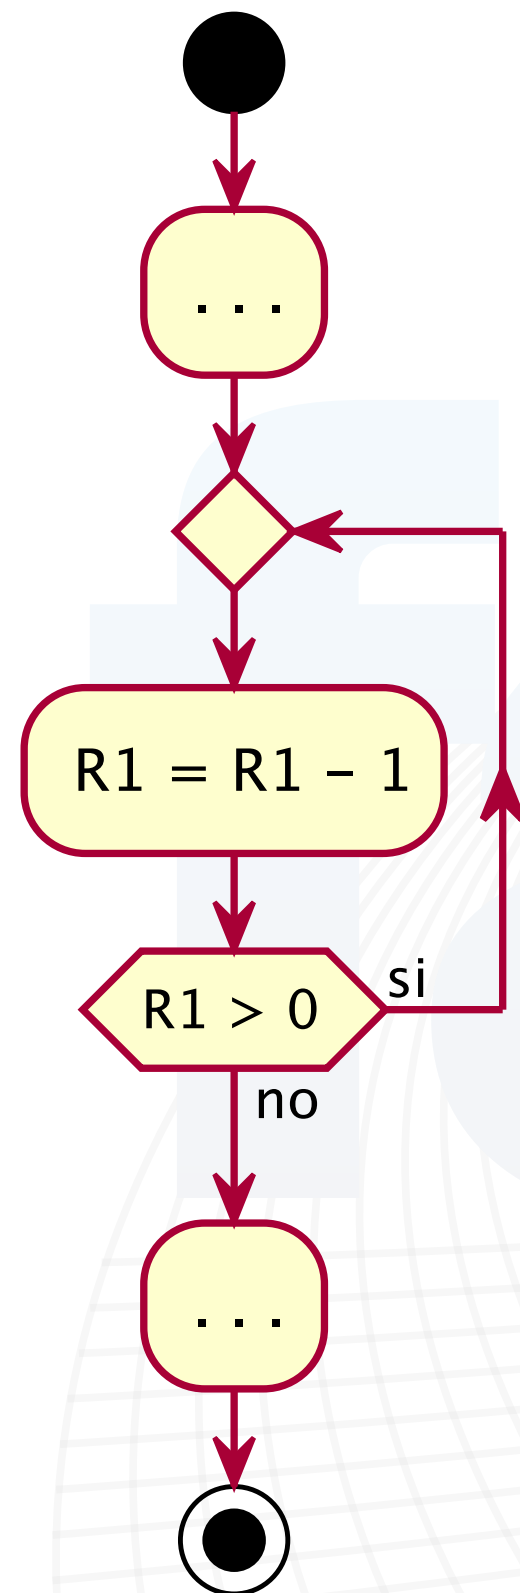 ...
R1 = R1 – 1
R1 > 0
si
no
...